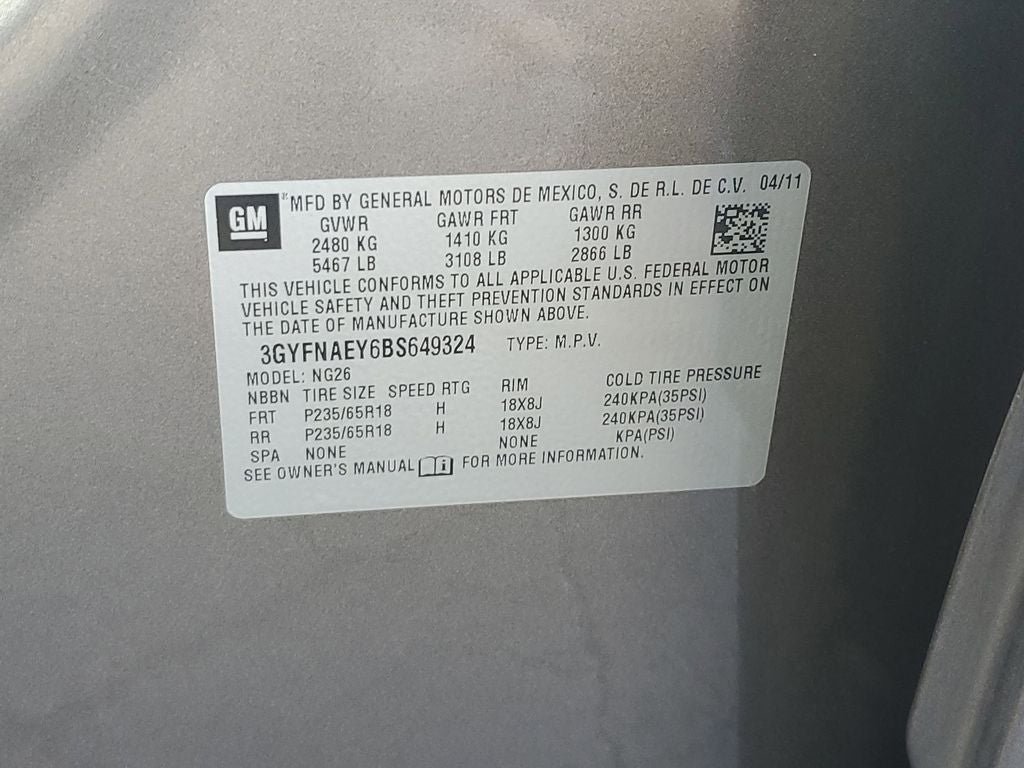 GM
MFD BY GENERAL MOTORS DE MEXICO, S. DE R.L. DE C.V. 04/11
GVWR GAWR FRT GAWR RR
2480 KG 1410 KG 1300 KG
5467 LB 3108 LB 2866 LB
THIS VEHICLE CONFORMS TO ALL APPLICABLE U.S. FEDERAL MOTOR
VEHICLE SAFETY AND THEFT PREVENTION STANDARDS IN EFFECT ON
THE DATE OF MANUFACTURE SHOWN ABOVE.
3GYFNAEY6BS649324 TYPE: M.P.V.
MODEL: NG26
NBBN TIRE SIZE SPEED RTG RIM COLD TIRE PRESSURE
FRT P235/65R18 H 18X8J 240KPA(35PSI)
RR P235/65R18 H 18X8J 240KPA(35PSI)
SPA NONE NONE KPA(PSI)
SEE OWNER'S MANUAL i FOR MORE INFORMATION.